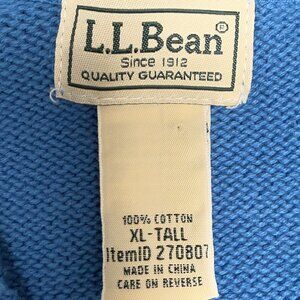 L.L.Bean®
Since 1912
QUALITY GUARANTEED
100% COTTON
XL-TALL
ItemID 270807
MADE IN CHINA
CARE ON REVERSE